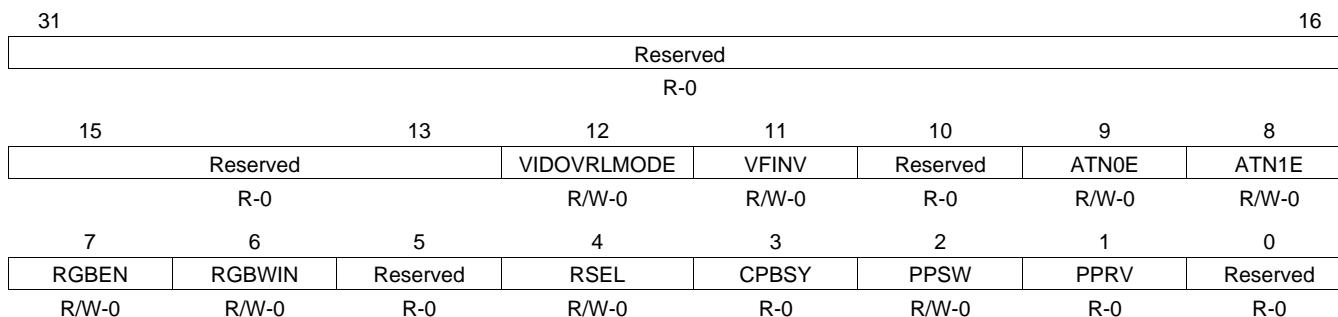 31 16
Reserved
R-0
15 13 12 11 10 9 8
Reserved VIDOVRLMODE VFINV Reserved ATN0E ATN1E
R-0 R/W-0 R/W-0 R-0 R/W-0 R/W-0
7 6 5 4 3 2 1 0
RGBEN RGBWIN Reserved RSEL CPBSY PPSW PPRV Reserved
R/W-0 R/W-0 R-0 R/W-0 R-0 R/W-0 R-0 R-0